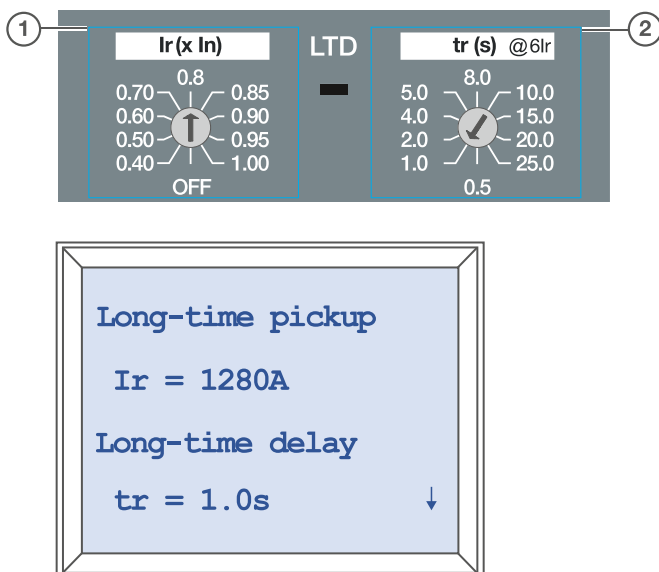 1
Ir (x In)
LTD
tr (s) @6Ir
2
0.8
0.70 0.85
0.60 0.90
0.50 0.95
0.40 1.00
OFF
8.0
5.0 10.0
4.0 15.0
2.0 20.0
1.0 25.0
0.5
Long-time pickup
Ir = 1280A
Long-time delay
tr = 1.0s ↓